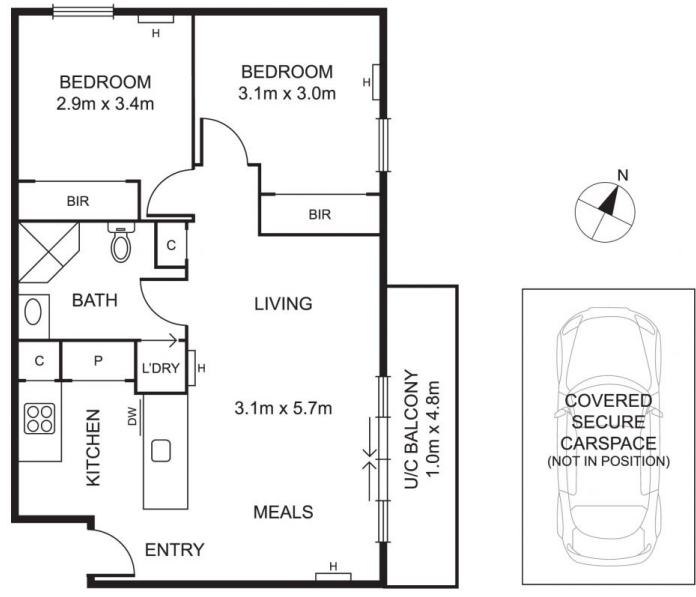 H
BEDROOM
2.9m x 3.4m
BEDROOM
3.1m x 3.0m
H
BIR
BIR
N
C
BATH
LIVING
C
P
L'DRY
H
3.1m x 5.7m
DW
KITCHEN
U/C BALCONY
1.0m x 4.8m
COVERED
SECURE
CARSPACE
(NOT IN POSITION)
MEALS
ENTRY
H